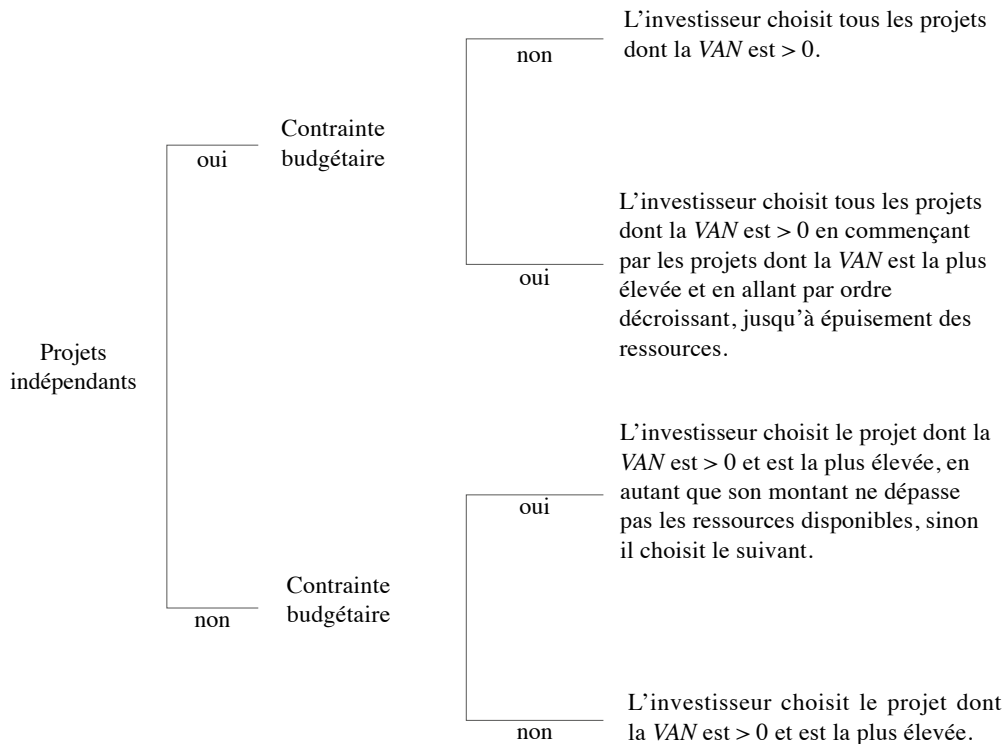 L'investisseur choisit tous les projets
dont la VAN est > 0.
non
Contrainte
budgétaire
oui
L'investisseur choisit tous les projets
dont la VAN est > 0 en commençant
par les projets dont la VAN est la plus
élevée et en allant par ordre
décroissant, jusqu'à épuisement des
ressources.
oui
Projets
indépendants
L'investisseur choisit le projet dont la
VAN est > 0 et est la plus élevée, en
autant que son montant ne dépasse
pas les ressources disponibles, sinon
il choisit le suivant.
oui
Contrainte
budgétaire
non
L'investisseur choisit le projet dont
la VAN est > 0 et est la plus élevée.
non